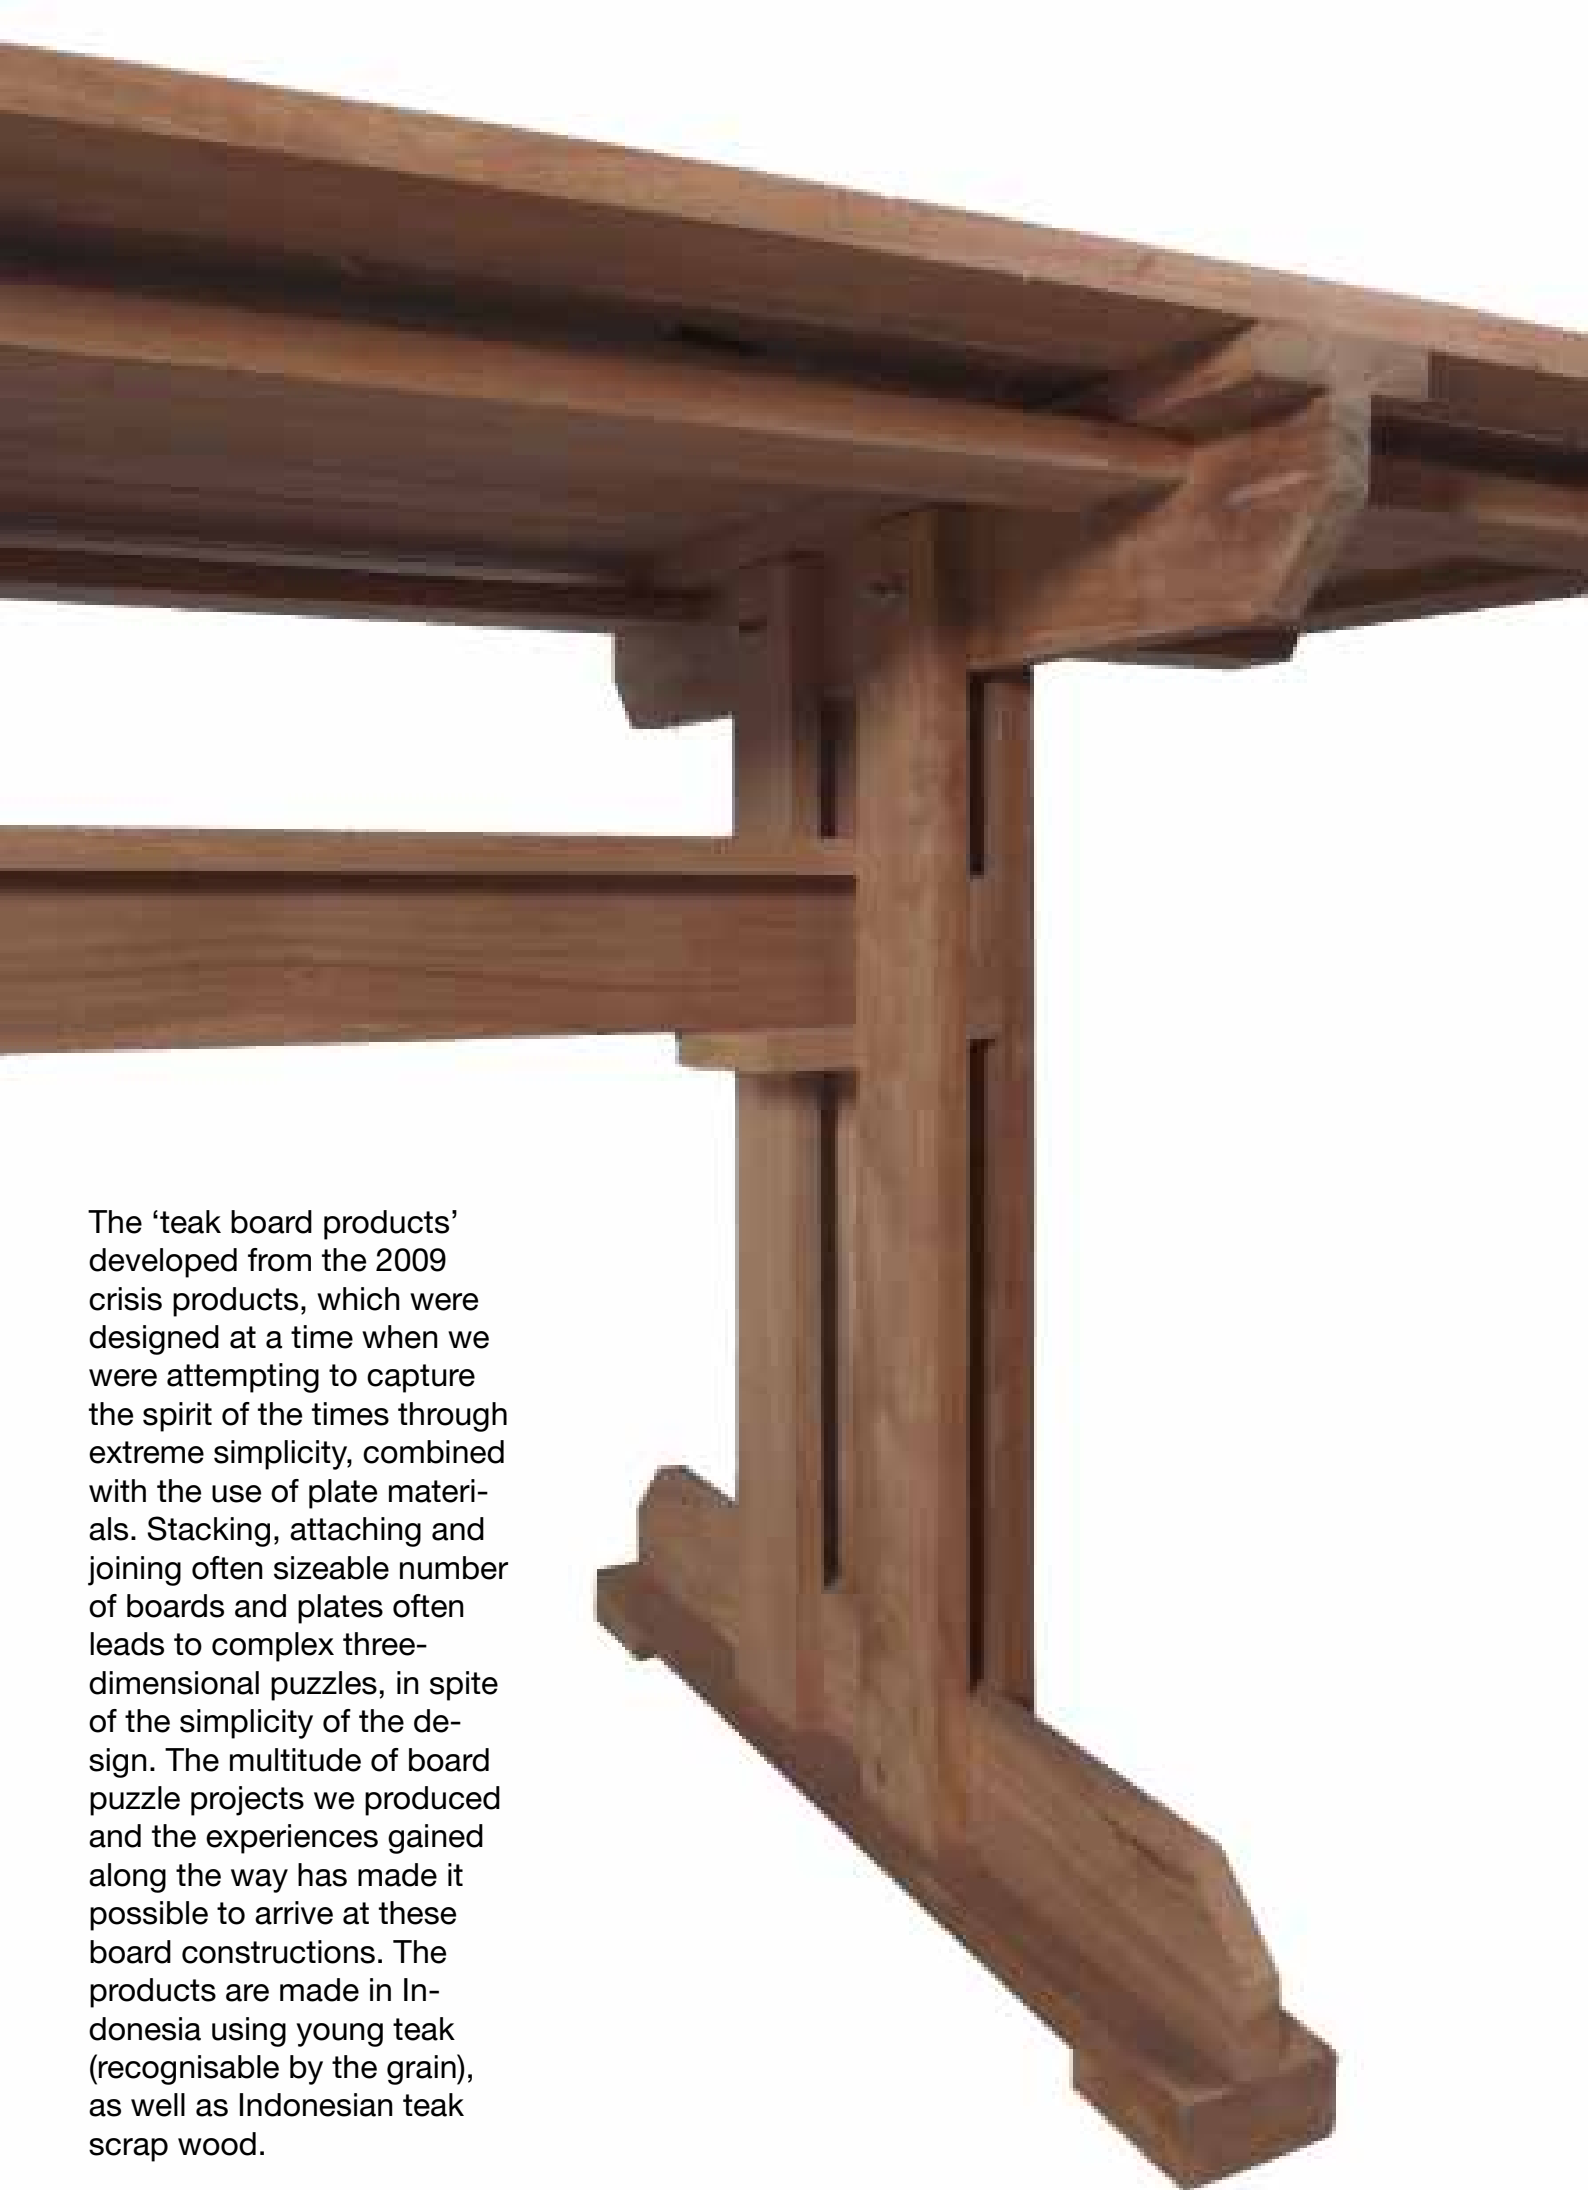 The ‘teak board products’
developed from the 2009
crisis products, which were
designed at a time when we
were attempting to capture
the spirit of the times through
extreme simplicity, combined
with the use of plate materi-
als. Stacking, attaching and
joining often sizeable number
of boards and plates often
leads to complex three-
dimensional puzzles, in spite
of the simplicity of the de-
sign. The multitude of board
puzzle projects we produced
and the experiences gained
along the way has made it
possible to arrive at these
board constructions. The
products are made in In-
donesia using young teak
(recognisable by the grain),
as well as Indonesian teak
scrap wood.